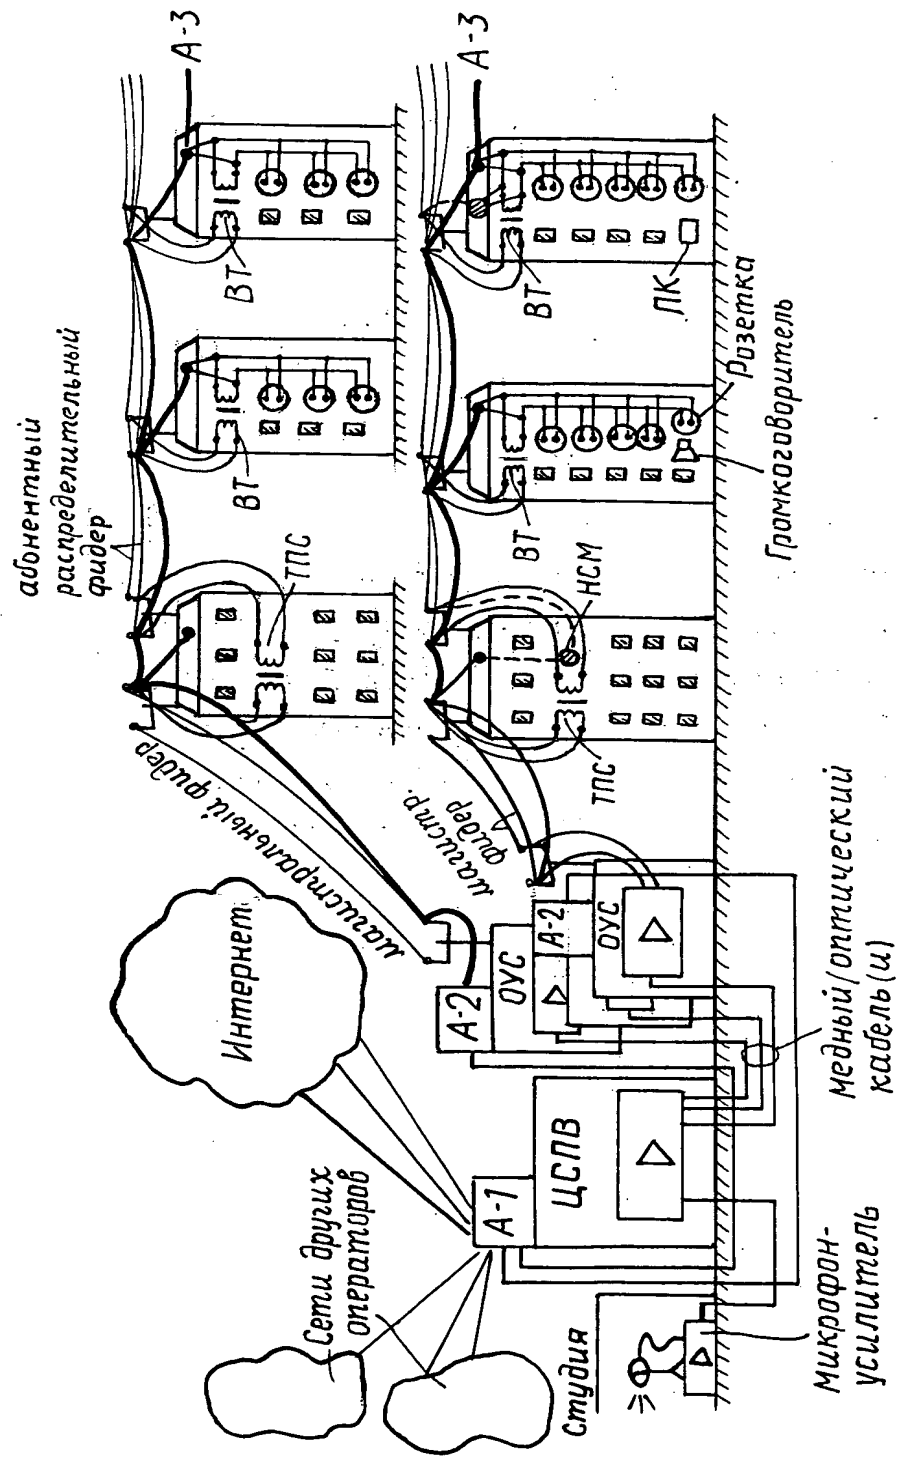 абонентный
распределительный
фидер
А-3
ВТ
ВТ
ТПС
магистральный фидер
Интернет
Сети других
операторов
А-3
ВТ
ПК
ВТ
Розетка
Громкоговоритель
НСМ
ТПС
магистр.
фидер
А-2
ОУС
А-2
ОУС
А-1
ЦСПВ
медный/оптический
кабель(и)
студия
микрофон-
усилитель